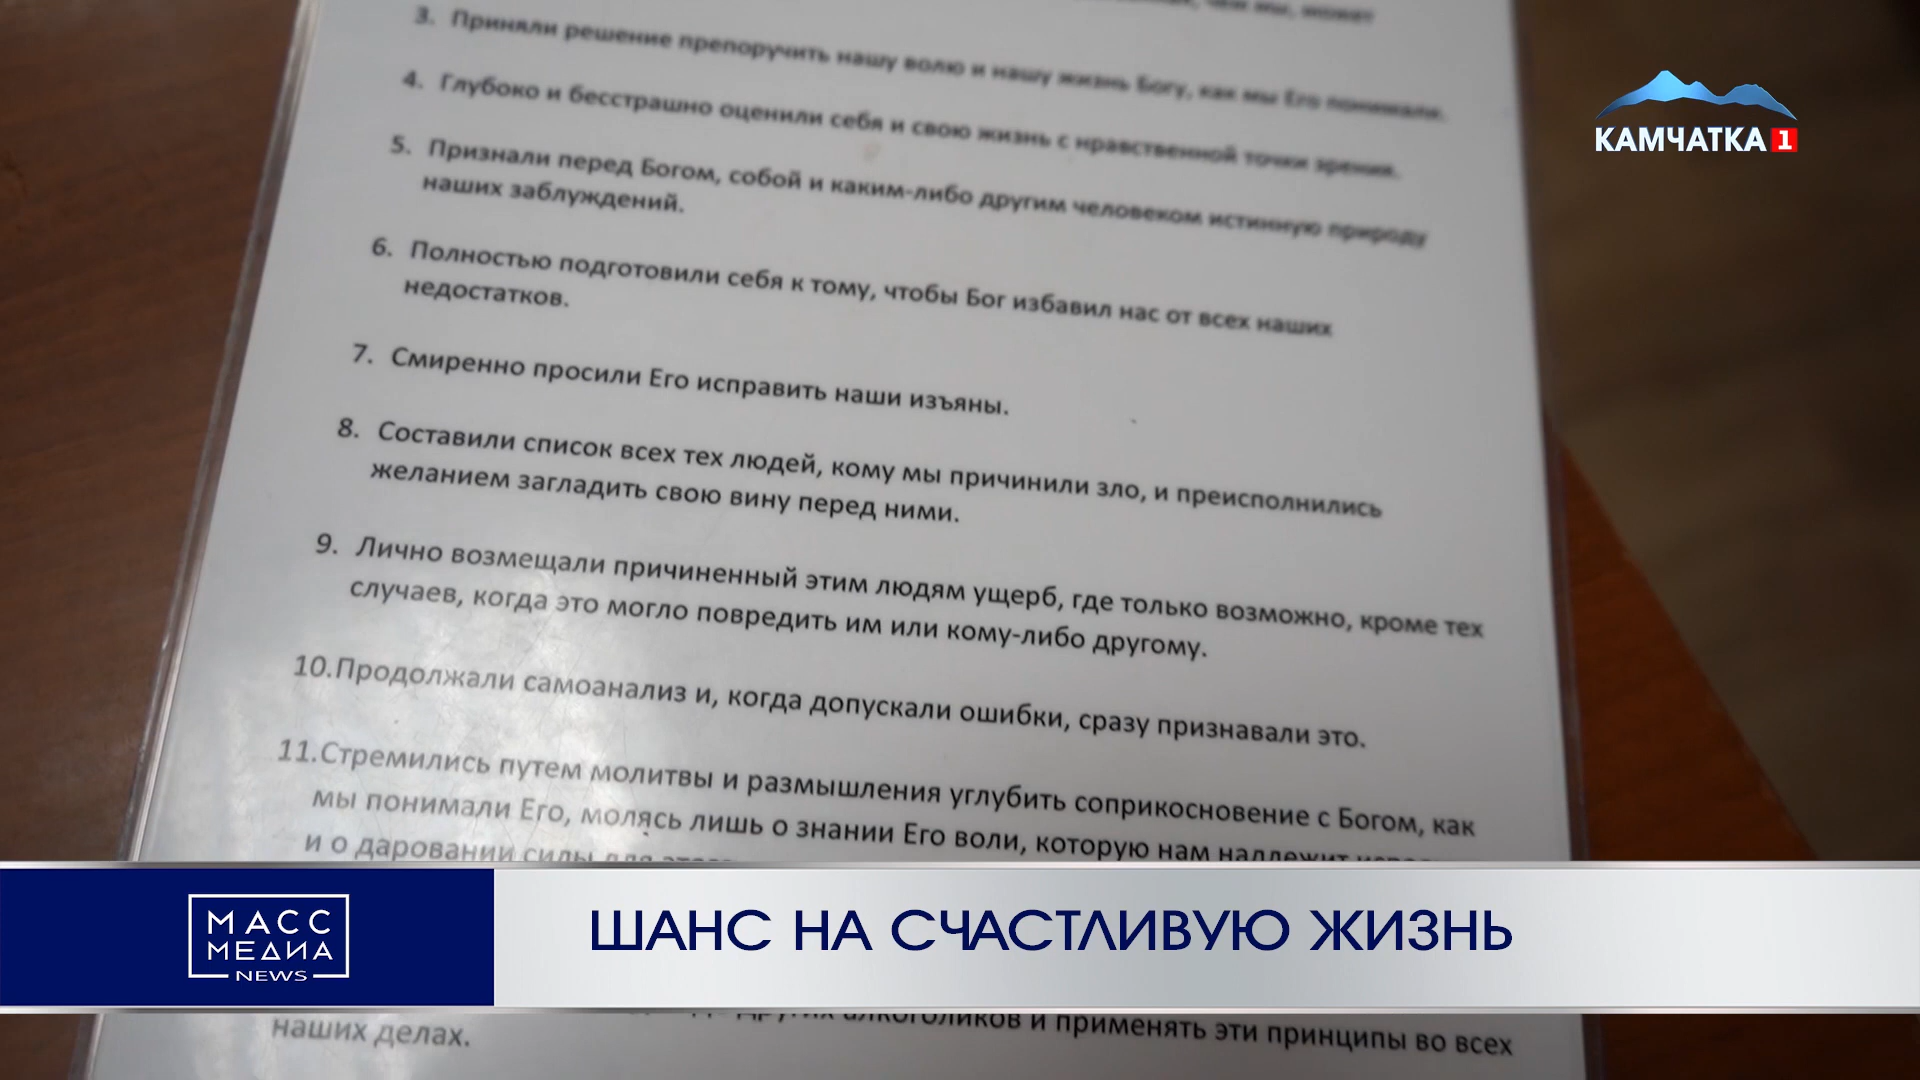 чем мы, может
3. Приняли решение препоручить нашу волю и нашу жизнь Богу, как мы Его понимали.
4. Глубоко и бесстрашно оценили себя и свою жизнь с нравственной точки зрения.
5. Признали перед Богом, собой и каким-либо другим человеком истинную природу
наших заблуждений.
6. Полностью подготовили себя к тому, чтобы Бог избавил нас от всех наших
недостатков.
7. Смиренно просили Его исправить наши изъяны.
8. Составили список всех тех людей, кому мы причинили зло, и преисполнились
желанием загладить свою вину перед ними.
9. Лично возмещали причиненный этим людям ущерб, где только возможно, кроме тех
случаев, когда это могло повредить им или кому-либо другому.
10.Продолжали самоанализ и, когда допускали ошибки, сразу признавали это.
11.Стремились путем молитвы и размышления углубить соприкосновение с Богом, как
мы понимали Его, молясь лишь о знании Его воли, которую нам надлежит
и о даровании силы для
других алкоголиков и применять эти принципы во всех
наших делах.
КАМЧАТКА 1
МАСС
МЕДИА
NEWS
ШАНС НА СЧАСТЛИВУЮ ЖИЗНЬ